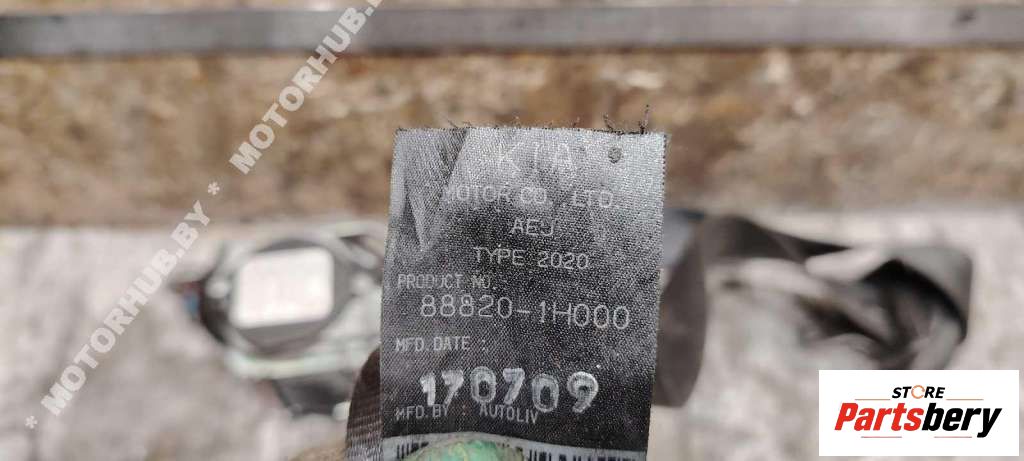 * MOTORHUB.BY * MOTORHUB.BY
KIA
MOTOR CO., LTD.
AEJ
TYPE 2020
PRODUCT NO.
88820-1H000
MFD. DATE :
170709
MFD. BY : AUTOLIV
STORE
Partsbery